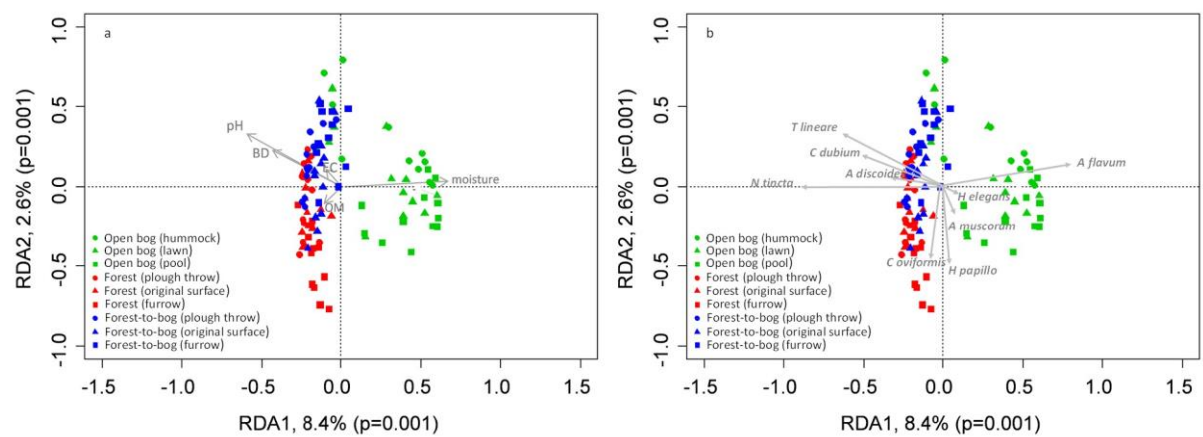 a
1.0
0.5
0.0
-0.5
-1.0
RDA2, 2.6% (p=0.001)
pH
BD
EC
moisture
OM
Open bog (hummock)
Open bog (lawn)
Open bog (pool)
Forest (plough throw)
Forest (original surface)
Forest (furrow)
Forest-to-bog (plough throw)
Forest-to-bog (original surface)
Forest-to-bog (furrow)
-1.5 -1.0 -0.5 0.0 0.5 1.0 1.5
RDA1, 8.4% (p=0.001)
b
1.0
0.5
0.0
-0.5
-1.0
RDA2, 2.6% (p=0.001)
T lineare
C dubium
A flavum
A discoides
N tincta
H elegans
A muscorum
C oviformis
H papillo
Open bog (hummock)
Open bog (lawn)
Open bog (pool)
Forest (plough throw)
Forest (original surface)
Forest (furrow)
Forest-to-bog (plough throw)
Forest-to-bog (original surface)
Forest-to-bog (furrow)
-1.5 -1.0 -0.5 0.0 0.5 1.0 1.5
RDA1, 8.4% (p=0.001)